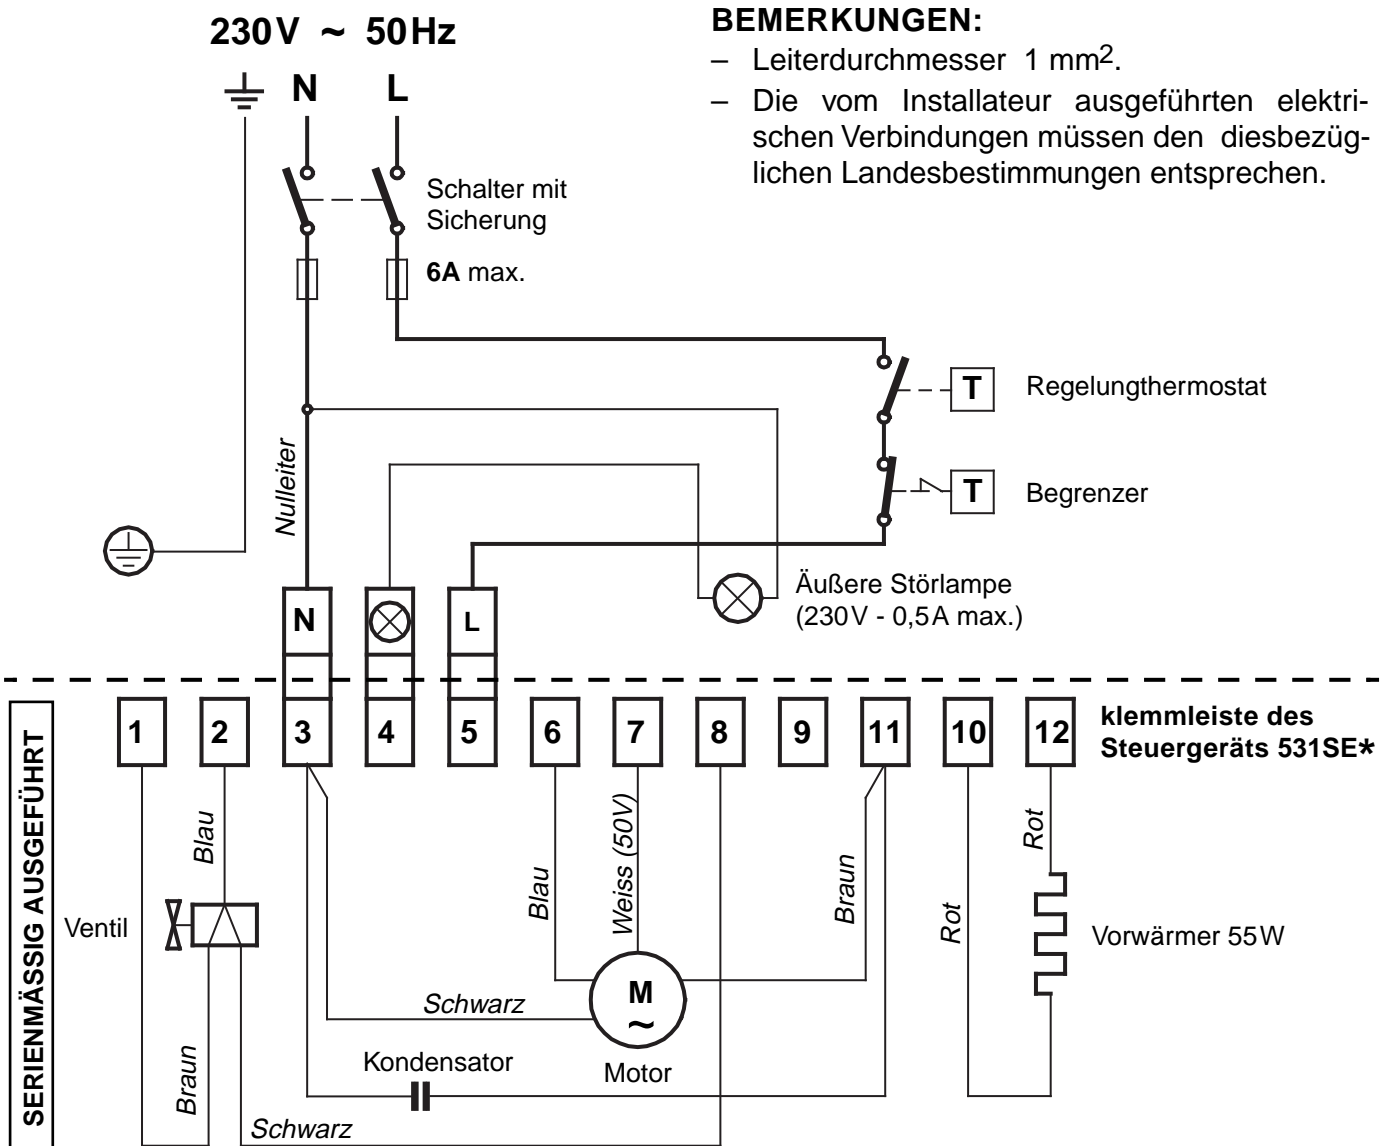 230V ~ 50Hz
N L
Schalter mit
Sicherung
6A max.
BEMERKUNGEN:
– Leiterdurchmesser 1 mm².
– Die vom Installateur ausgeführten elektri-
schen Verbindungen müssen den diesbezüg-
lichen Landesbestimmungen entsprechen.
T Regelungthermostat
T Begrenzer
Nulleiter
Äußere Störlampe
(230V - 0,5A max.)
N L
1 2 3 4 5 6 7 8 9 11 10 12
klemmleiste des
Steuergeräts 531SE*
SERIENMÄSSIG AUSGEFÜHRT
Blau
Ventil
Braun
Schwarz
Blau
Weiss (50V)
Braun
Rot
Rot
Vorwärmer 55W
Schwarz
M
~
Motor
Kondensator